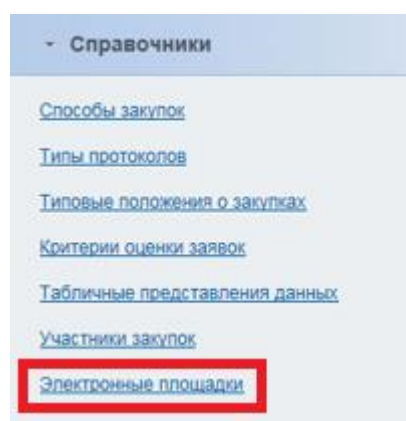 Справочники
Способы закупок
Типы протоколов
Типовые положения о закупках
Критерии оценки заявок
Табличные представления данных
Участники закупок
Электронные площадки